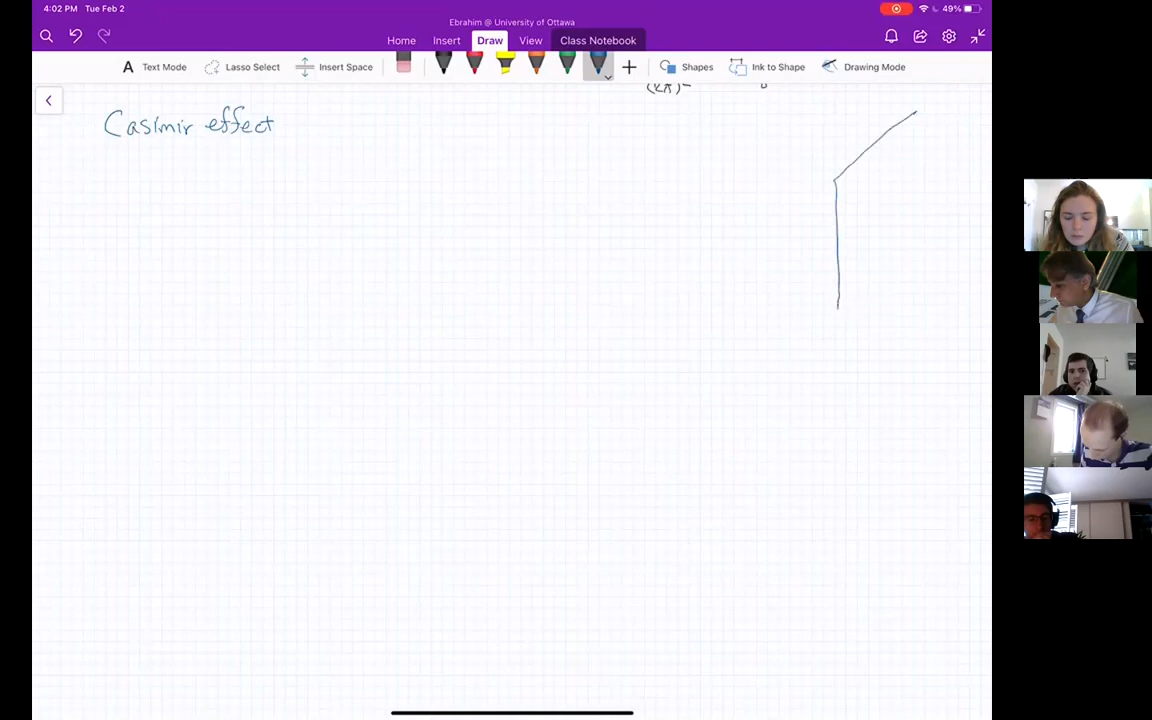 4:02 PM Tue Feb 2
49%
Ebrahim @ University of Ottawa
Home Insert Draw View Class Notebook
A Text Mode Lasso Select Insert Space Shapes Ink to Shape Drawing Mode
Casimir effect